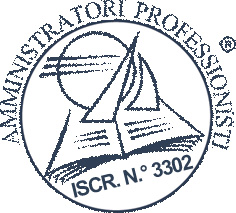 AMMINISTRATORI PROFESSIONISTI ®
ISCR. N.° 3302